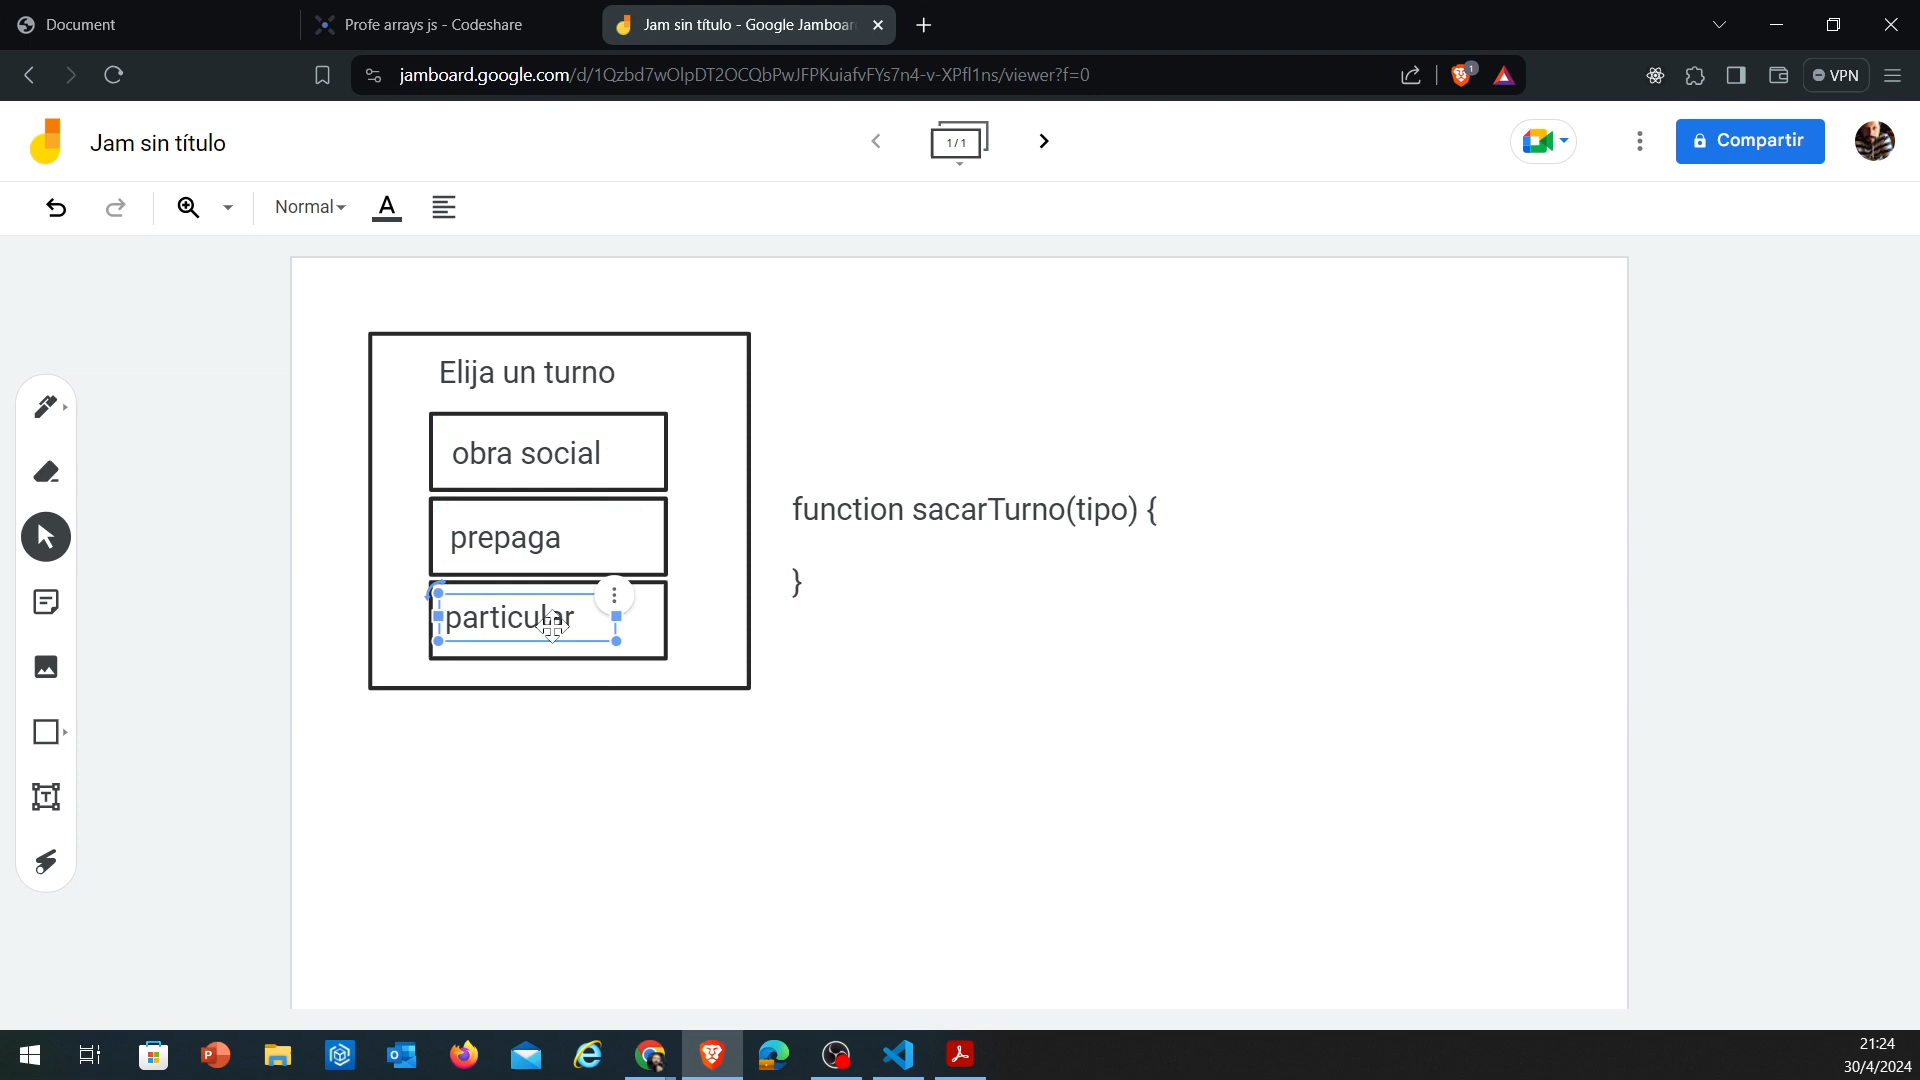 Document
Profe arrays js - Codeshare
Jam sin título - Google Jamboar
jamboard.google.com/d/1Qzbd7wOlpDT2OCQbPwJFPKuiafvFYs7n4-v-XPfl1ns/viewer?f=0
1
VPN
Jam sin título
1/1
Compartir
Normal
A
Elija un turno
obra social
prepaga
particular
function sacarTurno(tipo) {
}
21:24
30/4/2024